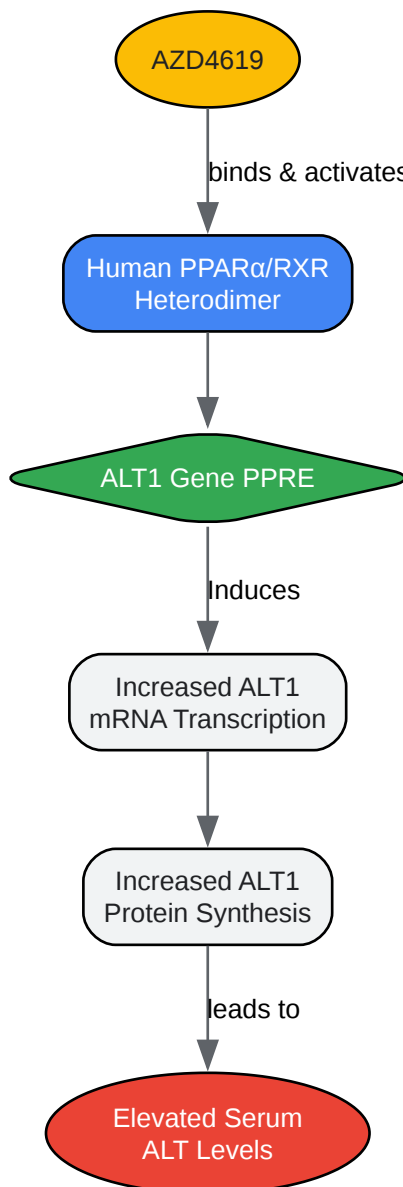 AZD4619
binds & activates
Human PPARα/RXR
Heterodimer
ALT1 Gene PPRE
Induces
Increased ALT1
mRNA Transcription
Increased ALT1
Protein Synthesis
leads to
Elevated Serum
ALT Levels